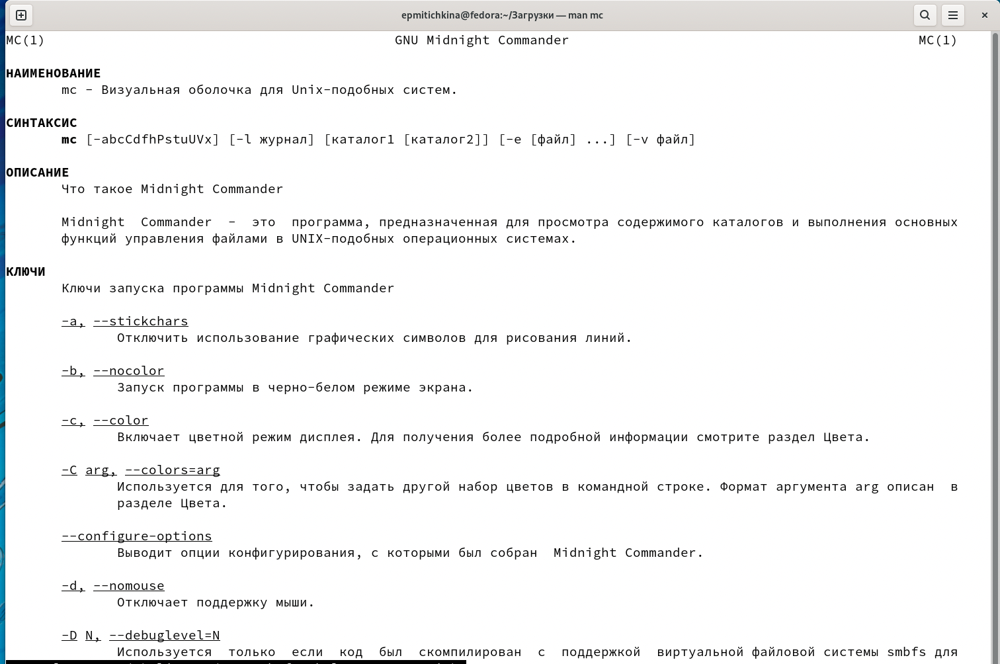 epmitichkina@fedora:~/Загрузки — man mc
MC(1) GNU Midnight Commander MC(1)
НАИМЕНОВАНИЕ
mc - Визуальная оболочка для Unix-подобных систем.
СИНТАКСИС
mc [-abcCdfhPstuUVx] [-l журнал] [каталог1 [каталог2]] [-e [файл] ...] [-v файл]
ОПИСАНИЕ
Что такое Midnight Commander
Midnight Commander - это программа, предназначенная для просмотра содержимого каталогов и выполнения основных
функций управления файлами в UNIX-подобных операционных системах.
КЛЮЧИ
Ключи запуска программы Midnight Commander
-a, --stickchars
Отключить использование графических символов для рисования линий.
-b, --nocolor
Запуск программы в черно-белом режиме экрана.
-c, --color
Включает цветной режим дисплея. Для получения более подробной информации смотрите раздел Цвета.
-C arg, --colors=arg
Используется для того, чтобы задать другой набор цветов в командной строке. Формат аргумента arg описан в
разделе Цвета.
--configure-options
Выводит опции конфигурирования, с которыми был собран Midnight Commander.
-d, --nomouse
Отключает поддержку мыши.
-D N, --debuglevel=N
Используется только если код был скомпилирован с поддержкой виртуальной файловой системы smbfs для